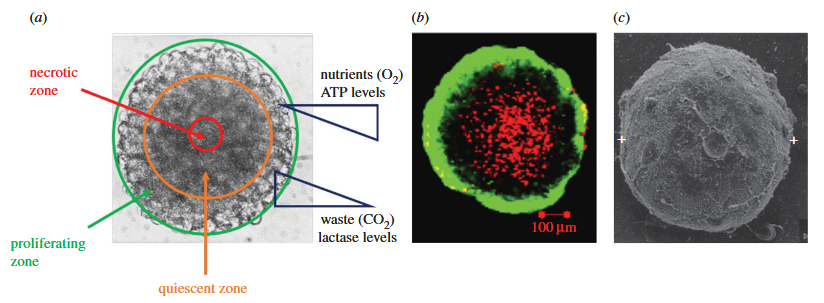 (a)
(b)
(c)
necrotic
zone
nutrients (O2)
ATP levels
waste (CO2)
lactase levels
100 µm
proliferating
zone
quiescent zone